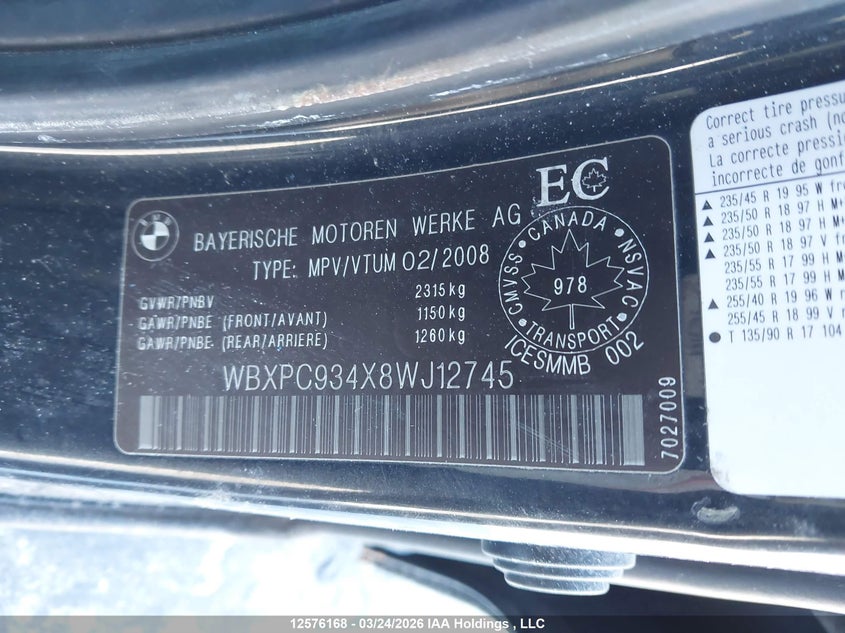 BMW
BAYERISCHE MOTOREN WERKE AG
TYPE: MPV/VTUM 02/2008
GVWR/PNBV 2315 kg
GAWR/PNBE (FRONT/AVANT) 1150 kg
GAWR/PNBE (REAR/ARRIERE) 1260 kg
WBXPC934X8WJ12745
EC
CMVSS • CANADA • NSVAC • TRANSPORT •
978
ICESMMB 002
7027009
Correct tire pressu
a serious crash (no
La correcte pressio
incorrecte de gonf
▲ 235/45 R 19 95 W fr
▲ 235/50 R 18 97 H M+
▲ 235/50 R 18 97 H M+
▲ 235/50 R 18 97 V fr
235/55 R 17 99 H M+
235/55 R 17 99 H M
▲ 255/40 R 19 96 W r
255/45 R 18 99 V r
● T 135/90 R 17 104
12576168 - 03/24/2026 IAA Holdings , LLC